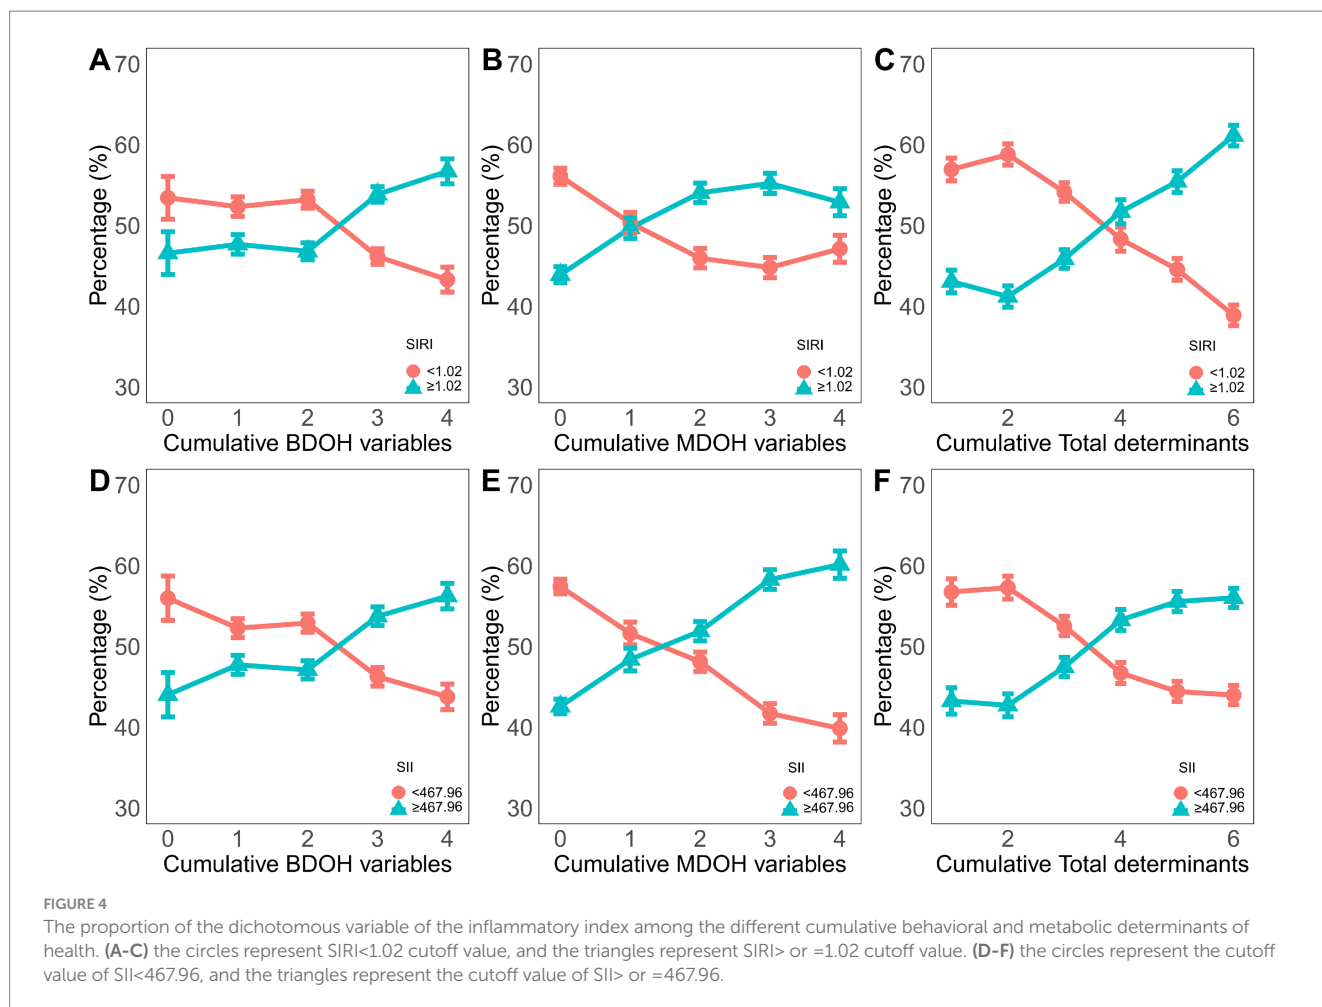 A
70
60
50
40
30
Percentage (%)
SIRI
<1.02
≥1.02
0 1 2 3 4
Cumulative BDOH variables
B
70
60
50
40
30
Percentage (%)
SIRI
<1.02
≥1.02
0 1 2 3 4
Cumulative MDOH variables
C
70
60
50
40
30
Percentage (%)
SIRI
<1.02
≥1.02
2 4 6
Cumulative Total determinants
D
70
60
50
40
30
Percentage (%)
SII
<467.96
≥467.96
0 1 2 3 4
Cumulative BDOH variables
E
70
60
50
40
30
Percentage (%)
SII
<467.96
≥467.96
0 1 2 3 4
Cumulative MDOH variables
F
70
60
50
40
30
Percentage (%)
SII
<467.96
≥467.96
2 4 6
Cumulative Total determinants
FIGURE 4
The proportion of the dichotomous variable of the inflammatory index among the different cumulative behavioral and metabolic determinants of
health. (A-C) the circles represent SIRI<1.02 cutoff value, and the triangles represent SIRI> or =1.02 cutoff value. (D-F) the circles represent the cutoff
value of SII<467.96, and the triangles represent the cutoff value of SII> or =467.96.